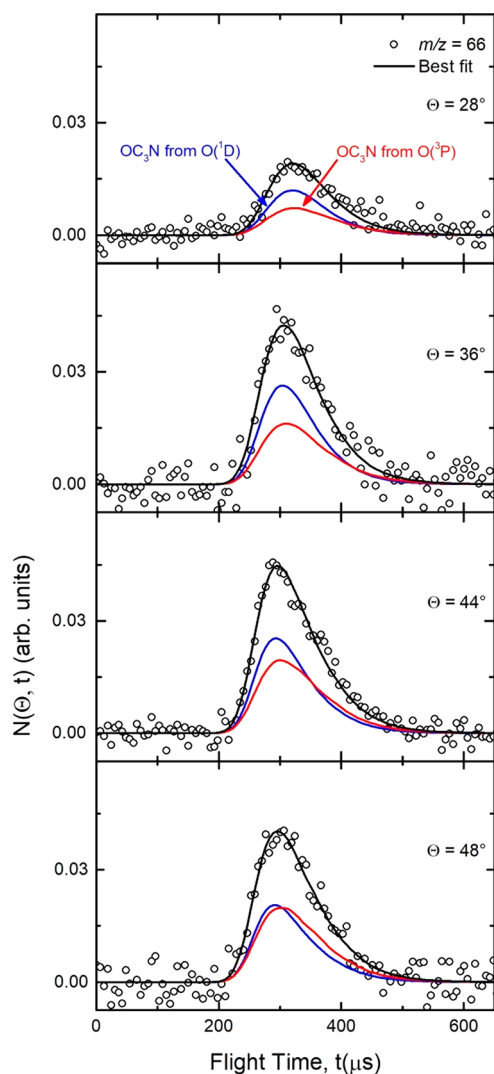 m/z = 66
Best fit
Θ = 28°
0.03
OC₃N from O(¹D)
OC₃N from O(³P)
0.00
Θ = 36°
0.03
0.00
Θ = 44°
0.03
0.00
Θ = 48°
0.03
0.00
0 200 400 600
N(Θ, t) (arb. units)
Flight Time, t(μs)